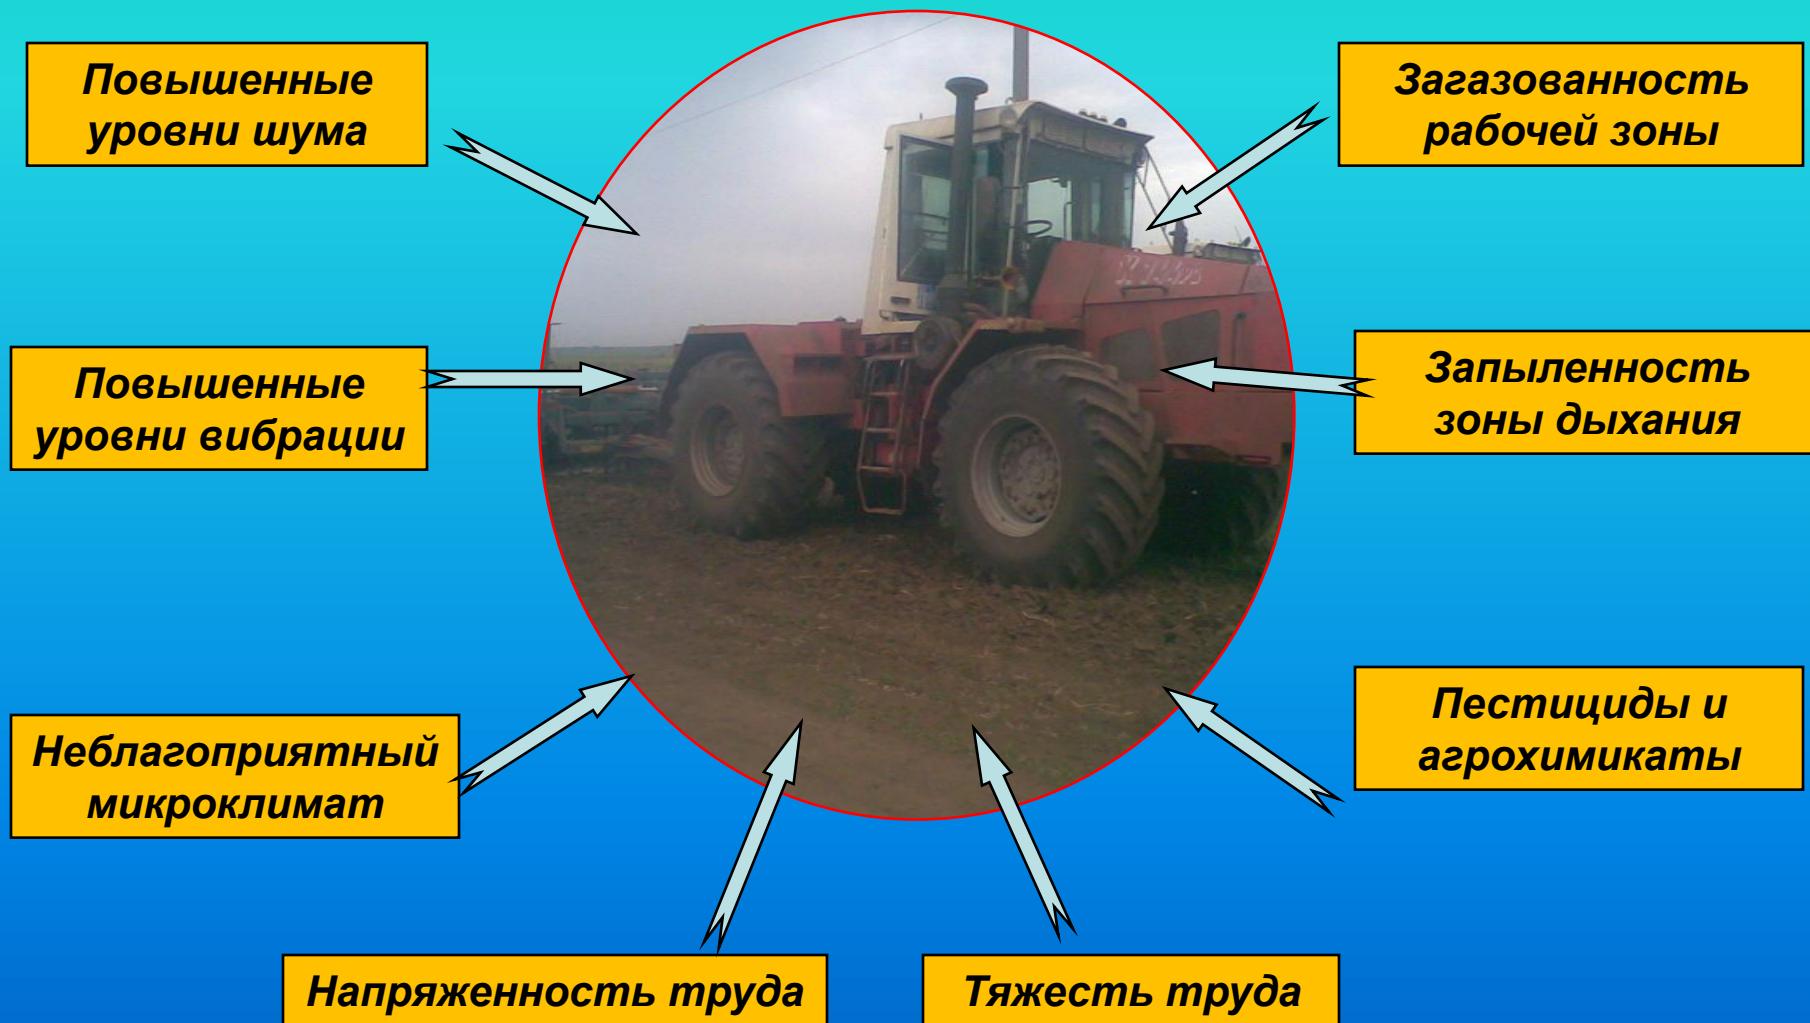 Повышенные
уровни шума
Загазованность
рабочей зоны
Повышенные
уровни вибрации
Запыленность
зоны дыхания
Неблагоприятный
микроклимат
Пестициды и
агрохимикаты
Напряженность труда
Тяжесть труда